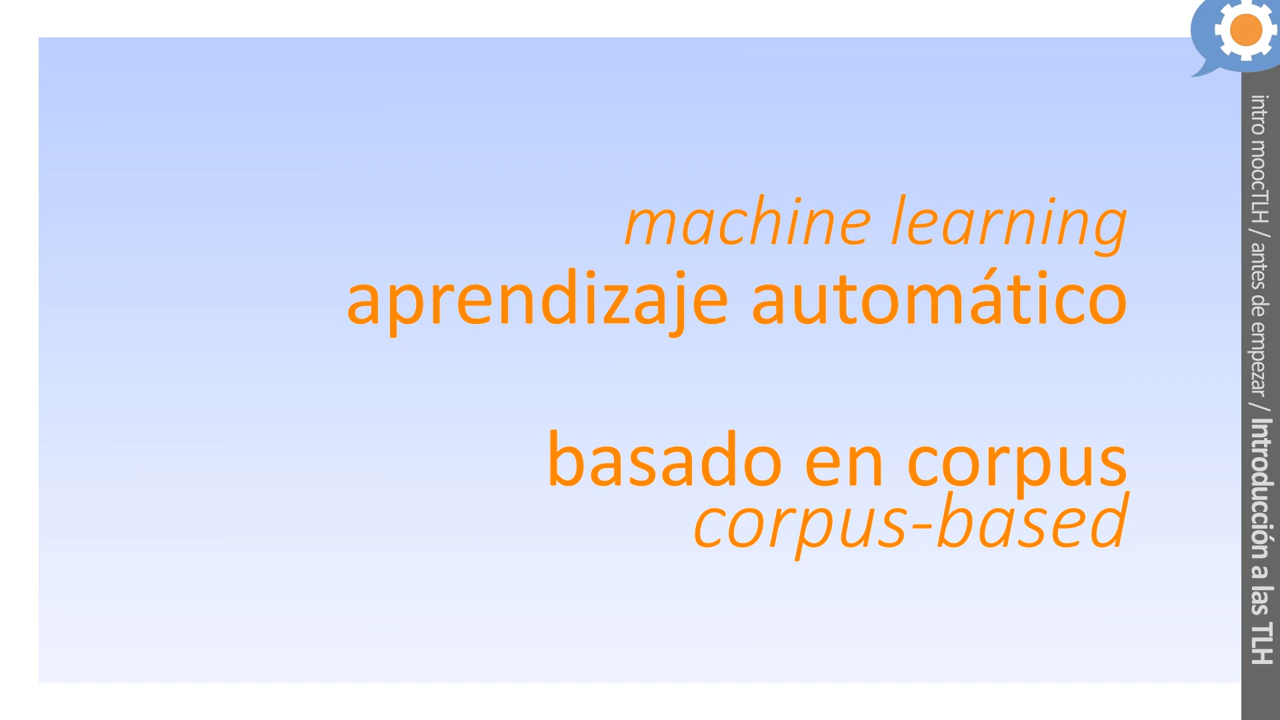 machine learning
aprendizaje automático
basado en corpus
corpus-based
intro moocTLH / antes de empezar / Introducción a las TLH